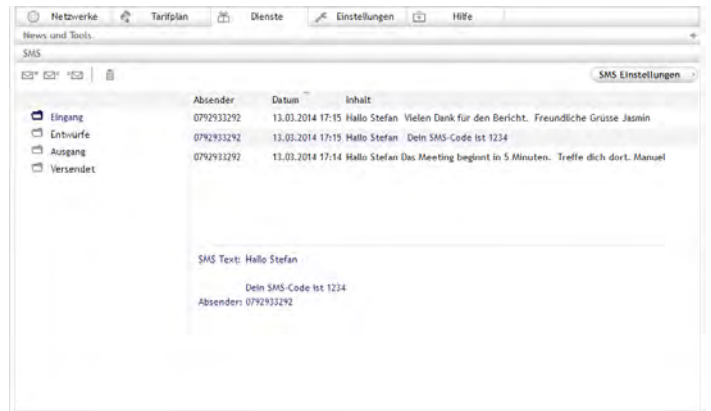 Netzwerke Tarifplan Dienste Einstellungen Hilfe
News und Tools
SMS
SMS Einstellungen
Absender Datum Inhalt
Eingang
Entwürfe
Ausgang
Versendet
0792933292 13.03.2014 17:15 Hallo Stefan Vielen Dank für den Bericht. Freundliche Grüsse Jasmin
0792933292 13.03.2014 17:15 Hallo Stefan Dein SMS-Code ist 1234
0792933292 13.03.2014 17:14 Hallo Stefan Das Meeting beginnt in 5 Minuten. Treffe dich dort. Manuel
SMS Text: Hallo Stefan
Dein SMS-Code ist 1234
Absender: 0792933292